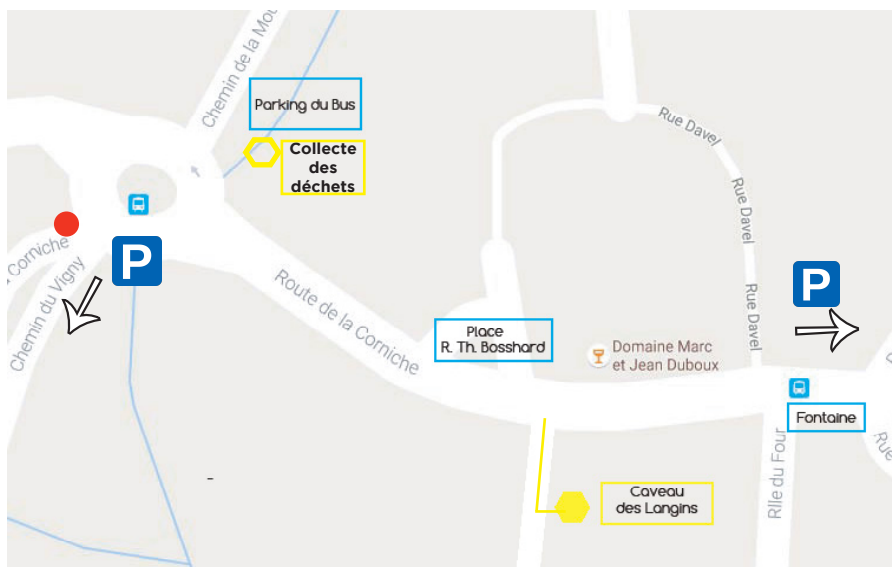 Chemin de la Mou
Parking du Bus
Collecte
des
déchets
Corniche
P
Chemin du Vigny
Route de la Corniche
Place
R. Th. Bosshard
Domaine Marc
et Jean Duboux
Rue Davel
Rue Davel
Rue Davel
P
Fontaine
Rue
Rlle du Four
Caveau
des Langins